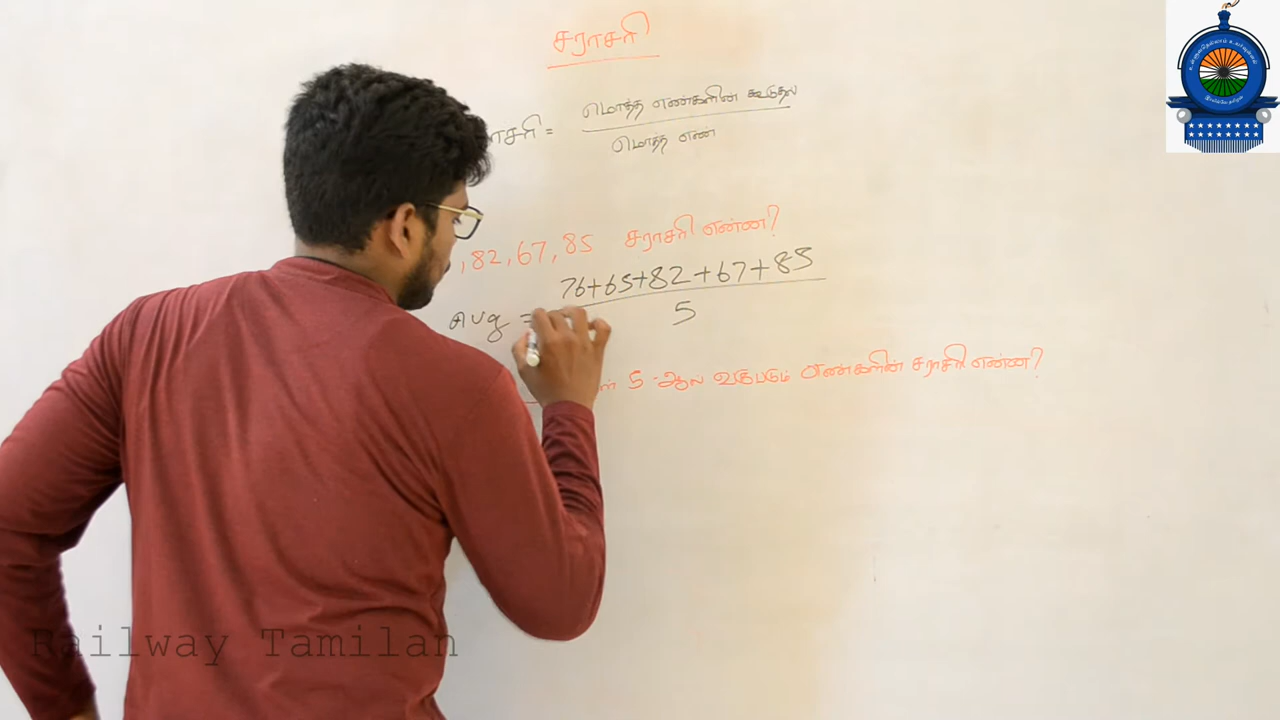 சராசரி
சராசரி = மொத்த எண்களின் கூடுதல்
மொத்த எண்
, 82, 67, 85 சராசரி என்ன?
avg = 76+65+82+67+85
5
5 -ஆல் வகுபடும் எண்களின் சராசரி என்ன?
Railway Tamilan